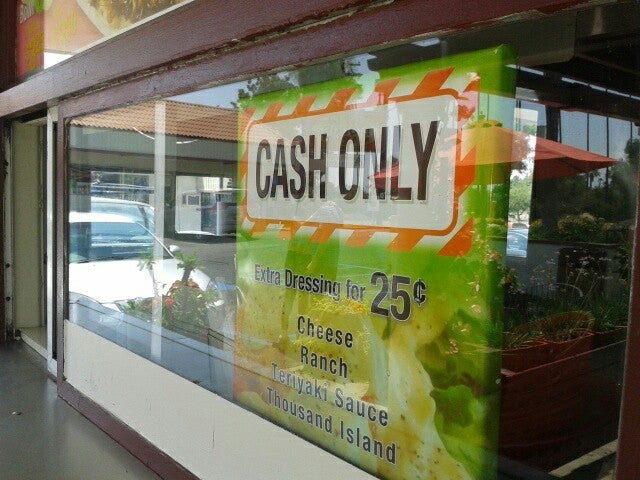 CASH ONLY
Extra Dressing for 25¢
Cheese
Ranch
Teriyaki Sauce
Thousand Island